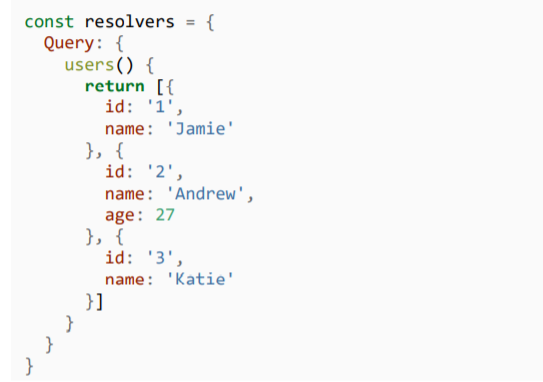 const resolvers = {
  Query: {
    users() {
      return [{
        id: '1',
        name: 'Jamie'
      }, {
        id: '2',
        name: 'Andrew',
        age: 27
      }, {
        id: '3',
        name: 'Katie'
      }]
    }
  }
}